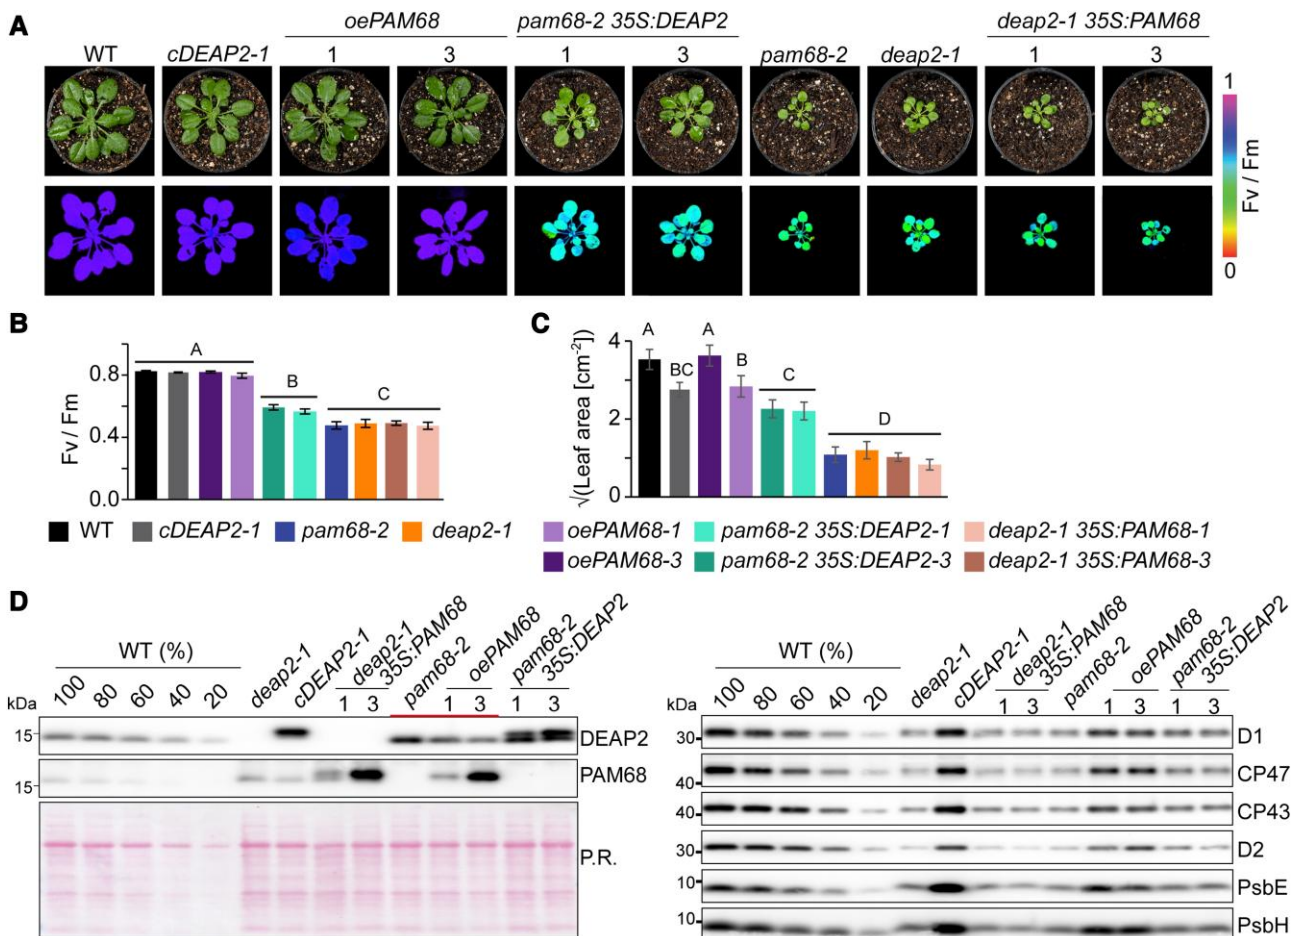 A
oePAM68
pam68-2 35S:DEAP2
deap2-1 35S:PAM68
WT cDEAP2-1 1 3 1 3 pam68-2 deap2-1 1 3
1
Fv / Fm
0
B
Fv / Fm
0.8
0.4
0.0
A
B
C
C
√(Leaf area [cm-2])
4
2
0
A
BC
A
B
C
D
WT cDEAP2-1 pam68-2 deap2-1
oePAM68-1 pam68-2 35S:DEAP2-1 deap2-1 35S:PAM68-1
oePAM68-3 pam68-2 35S:DEAP2-3 deap2-1 35S:PAM68-3
D
WT (%)
deap2-1
cDEAP2-1
deap2-1
35S:PAM68
pam68-2
oePAM68
pam68-2
35S:DEAP2
kDa 100 80 60 40 20 1 3 1 3 1 3
15 DEAP2
15 PAM68
P.R.
WT (%)
deap2-1
cDEAP2-1
deap2-1
35S:PAM68
pam68-2
oePAM68
pam68-2
35S:DEAP2
kDa 100 80 60 40 20 1 3 1 3 1 3
30 D1
40 CP47
40 CP43
30 D2
10 PsbE
10 PsbH